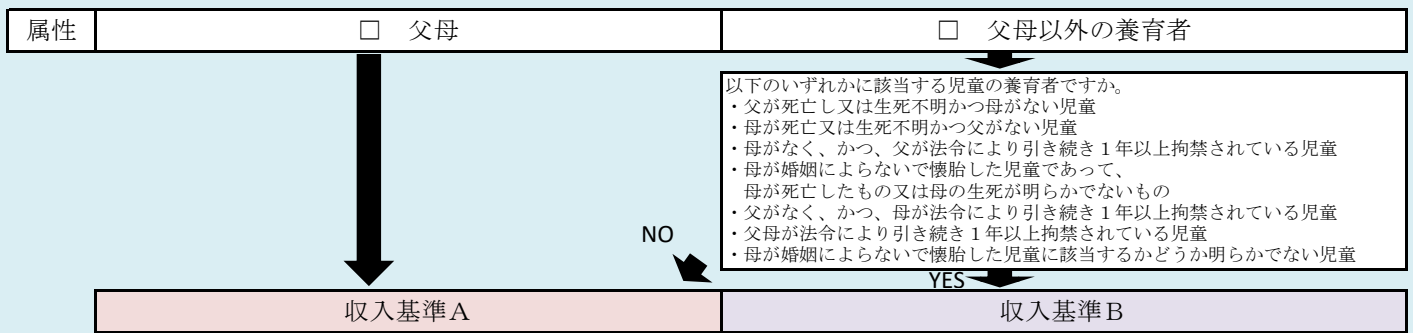 属性
□ 父母
□ 父母以外の養育者
以下のいずれかに該当する児童の養育者ですか。
・父が死亡し又は生死不明かつ母がない児童
・母が死亡又は生死不明かつ父がない児童
・母がなく、かつ、父が法令により引き続き１年以上拘禁されている児童
・母が婚姻によらないで懐胎した児童であって、
母が死亡したもの又は母の生死が明らかでないもの
・父がなく、かつ、母が法令により引き続き１年以上拘禁されている児童
・父母が法令により引き続き１年以上拘禁されている児童
・母が婚姻によらないで懐胎した児童に該当するかどうか明らかでない児童
NO
YES
収入基準Ａ
収入基準Ｂ